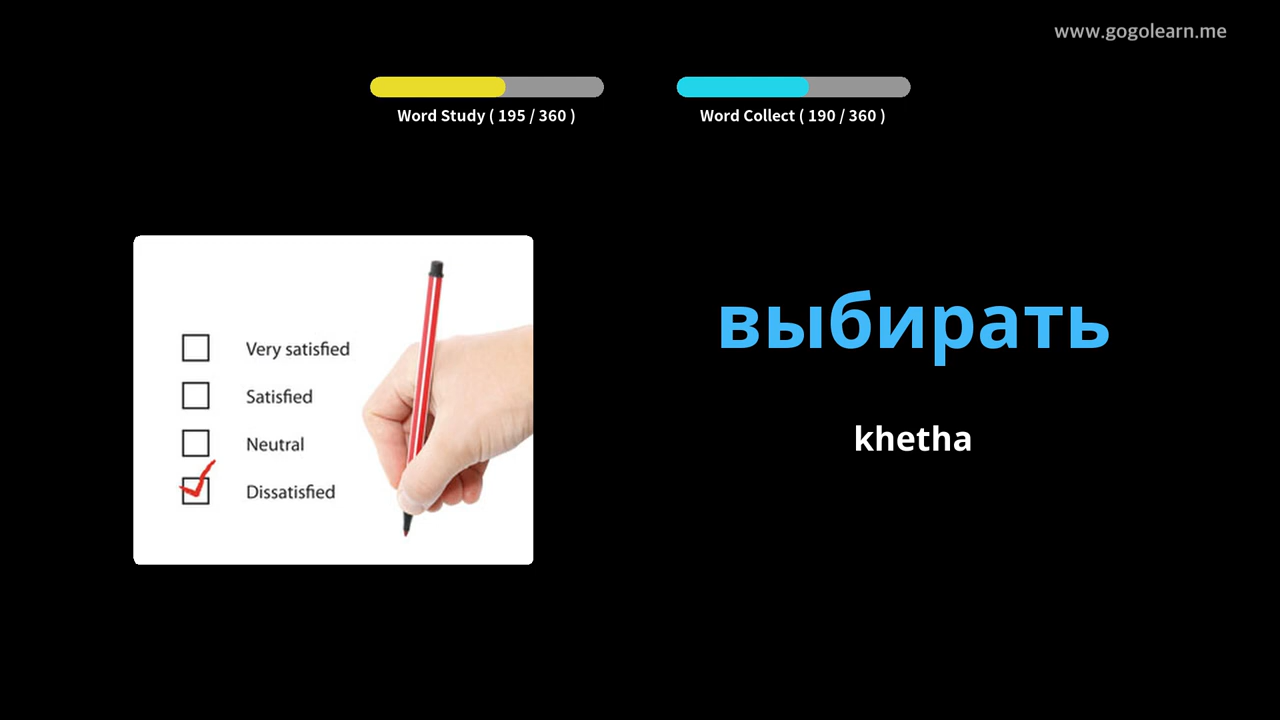 www.gogolearn.me
Word Study ( 195 / 360 )
Word Collect ( 190 / 360 )
Very satisfied
Satisfied
Neutral
Dissatisfied
выбирать
khetha